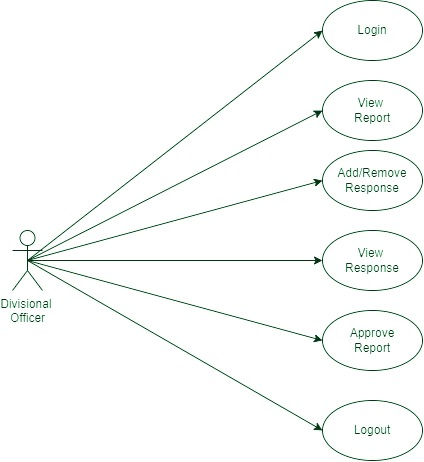 Login
View
Report
Add/Remove
Response
View
Response
Divisional
Officer
Approve
Report
Logout